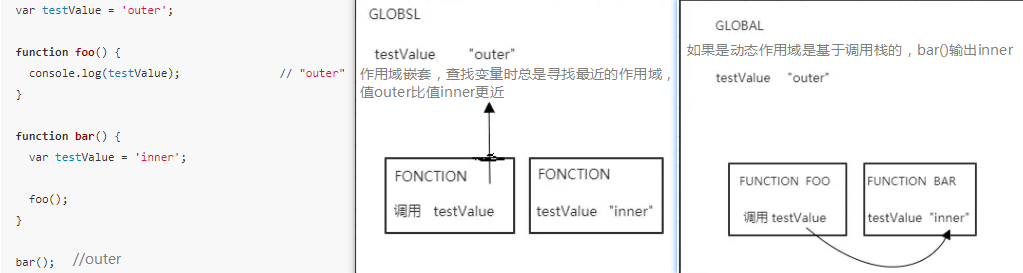 var testValue = 'outer';
function foo() {
console.log(testValue); // "outer"
}
function bar() {
var testValue = 'inner';
foo();
}
bar(); //outer
GLOBSL
testValue "outer"
作用域嵌套，查找变量时总是寻找最近的作用域，
值outer比值inner更近
FONCTION
调用 testValue
FONCTION
testValue "inner"
GLOBAL
如果是动态作用域是基于调用栈的，bar()输出inner
testValue "outer"
FUNCTION FOO
调用 testValue
FUNCTION BAR
testValue "inner"